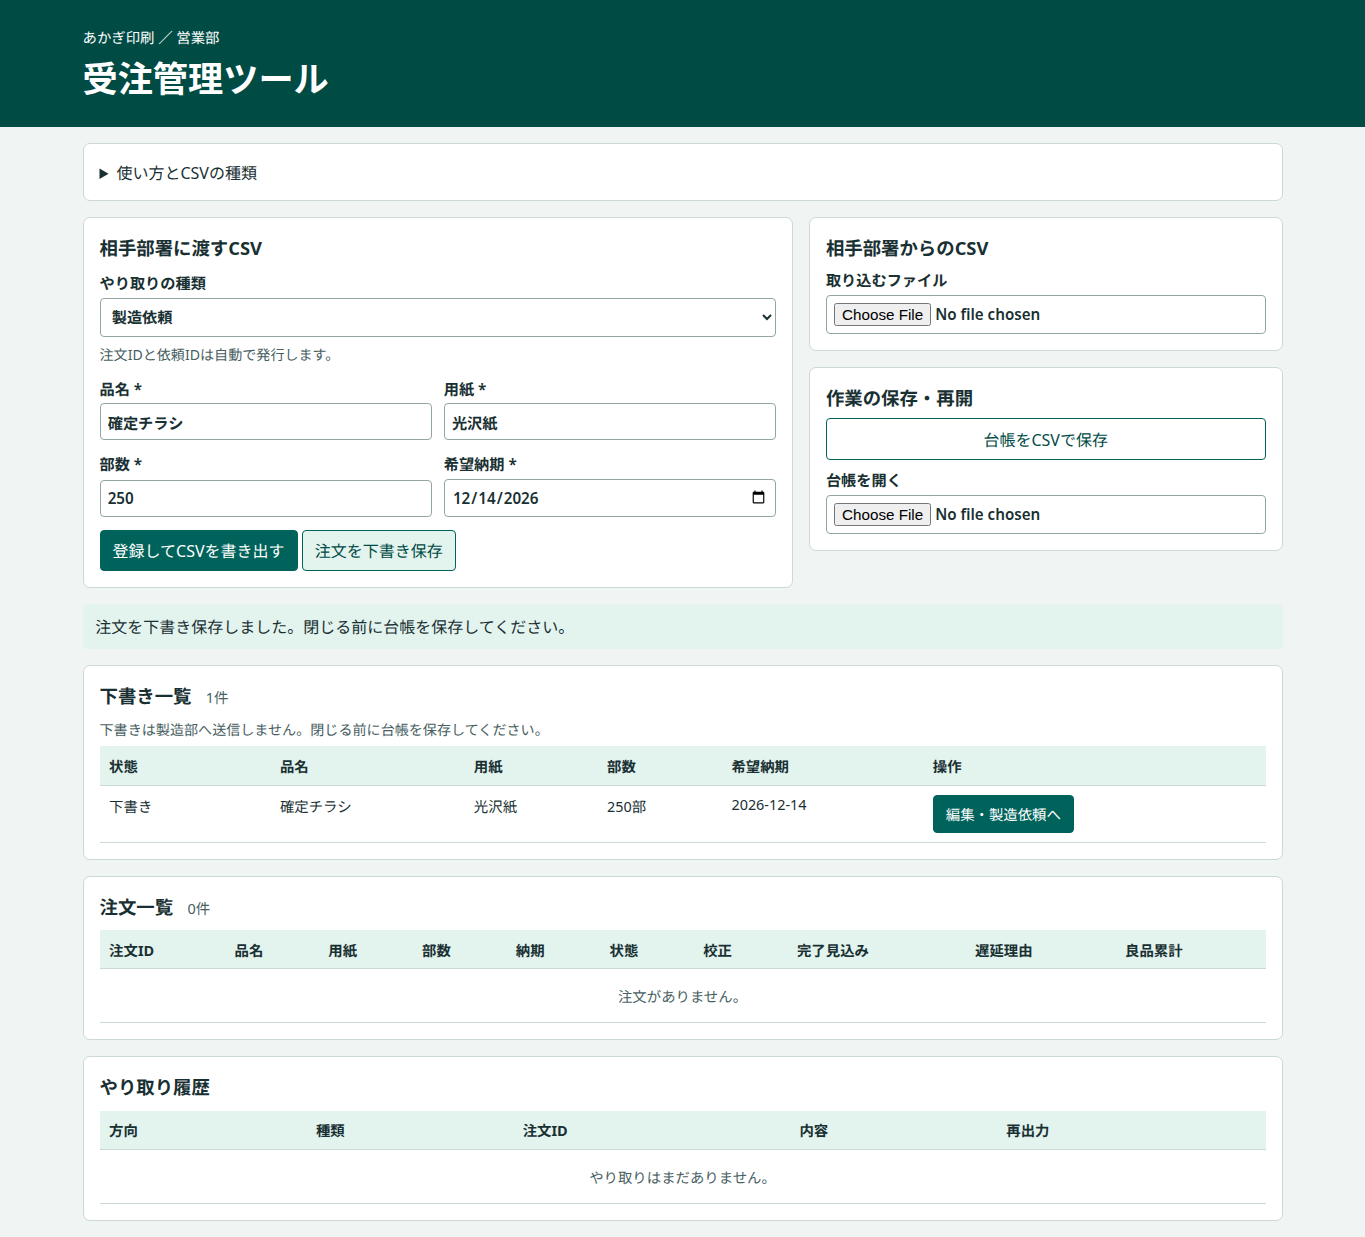 あかぎ印刷 ／ 営業部
受注管理ツール
▶ 使い方とCSVの種類
相手部署に渡すCSV
やり取りの種類
製造依頼
注文IDと依頼IDは自動で発行します。
品名 * 用紙 *
確定チラシ 光沢紙
部数 * 希望納期 *
250 12/14/2026
登録してCSVを書き出す 注文を下書き保存
相手部署からのCSV
取り込むファイル
Choose File No file chosen
作業の保存・再開
台帳をCSVで保存
台帳を開く
Choose File No file chosen
注文を下書き保存しました。閉じる前に台帳を保存してください。
下書き一覧 1件
下書きは製造部へ送信しません。閉じる前に台帳を保存してください。
状態 品名 用紙 部数 希望納期 操作
下書き 確定チラシ 光沢紙 250部 2026-12-14 編集・製造依頼へ
注文一覧 0件
注文ID 品名 用紙 部数 納期 状態 校正 完了見込み 遅延理由 良品累計
注文がありません。
やり取り履歴
方向 種類 注文ID 内容 再出力
やり取りはまだありません。